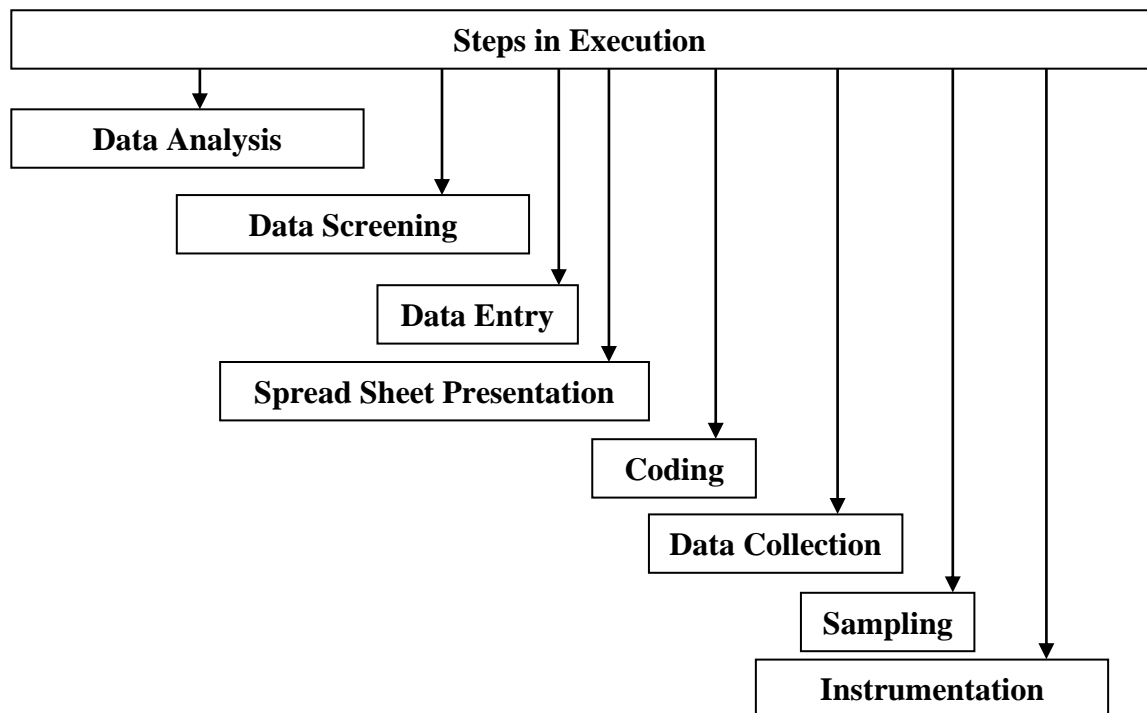 Steps in Execution
Data Analysis
Data Screening
Data Entry
Spread Sheet Presentation
Coding
Data Collection
Sampling
Instrumentation